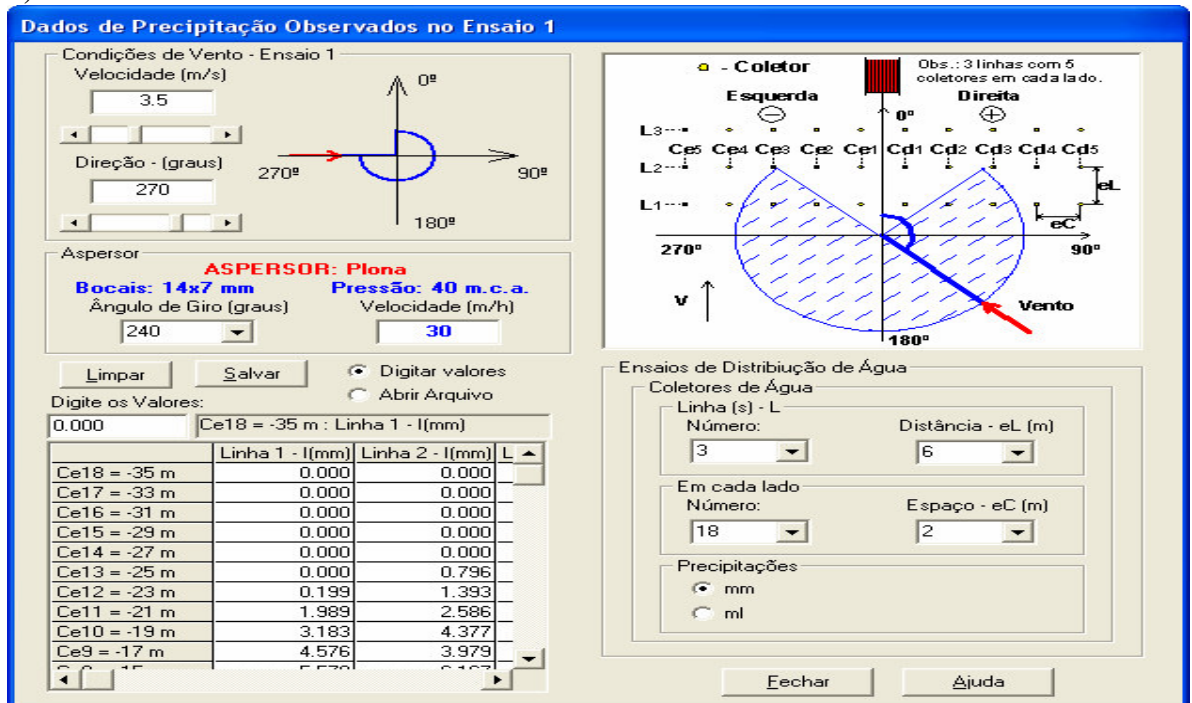 Dados de Precipitação Observados no Ensaio 1
Condições de Vento - Ensaio 1
Velocidade (m/s)
3.5
Direção - (graus)
270
0º
270º
90º
180º
Aspersor
ASPERSOR: Plona
Bocais: 14x7 mm Pressão: 40 m.c.a.
Ângulo de Giro (graus) Velocidade (m/h)
240 30
Limpar Salvar
Digitar valores
Abrir Arquivo
Digite os Valores:
0.000 Ce18 = -35 m : Linha 1 - l(mm)
Linha 1 - l(mm) Linha 2 - l(mm) L
Ce18 = -35 m 0.000 0.000
Ce17 = -33 m 0.000 0.000
Ce16 = -31 m 0.000 0.000
Ce15 = -29 m 0.000 0.000
Ce14 = -27 m 0.000 0.000
Ce13 = -25 m 0.000 0.796
Ce12 = -23 m 0.199 1.393
Ce11 = -21 m 1.989 2.586
Ce10 = -19 m 3.183 4.377
Ce9 = -17 m 4.576 3.979
- Coletor
Obs.: 3 linhas com 5
coletores em cada lado.
Esquerda Direita
0º
L3
Ce5 Ce4 Ce3 Ce2 Ce1 Cd1 Cd2 Cd3 Cd4 Cd5
L2
eL
L1
eC
270º 90º
V
Vento
180º
Ensaios de Distribiução de Água
Coletores de Água
Linha (s) - L
Número: Distância - eL (m)
3 6
Em cada lado
Número: Espaço - eC (m)
18 2
Precipitações
mm
ml
Fechar Ajuda